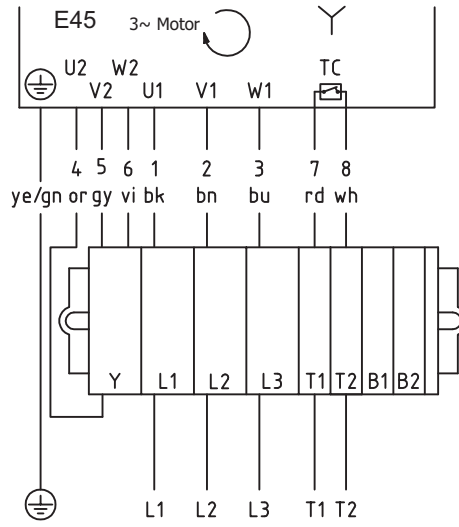 E45 3~ Motor
U2 W2 TC
V2 U1 V1 W1
4 5 6 1 2 3 7 8
ye/gn or gy vi bk bn bu rd wh
Y L1 L2 L3 T1 T2 B1 B2
L1 L2 L3 T1 T2